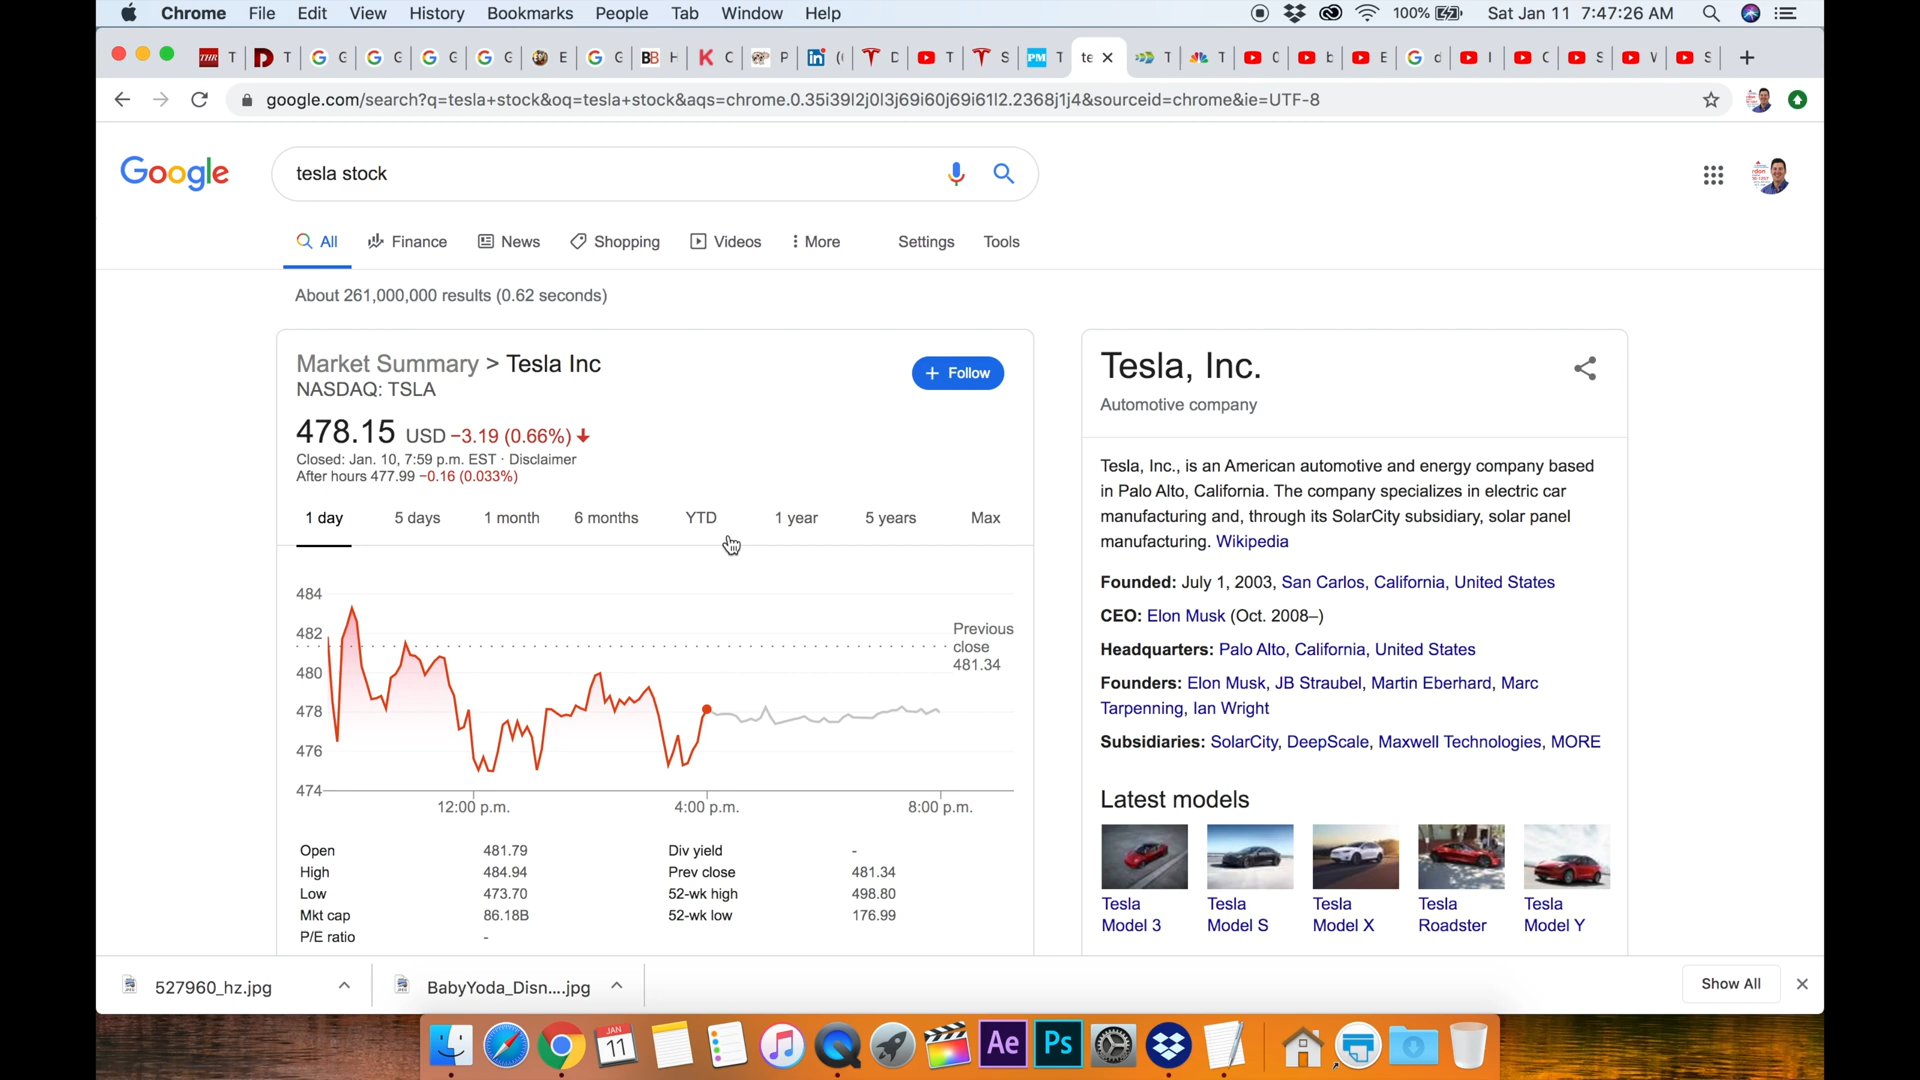 Chrome File Edit View History Bookmarks People Tab Window Help 100% Sat Jan 11 7:47:26 AM
THR T T G G G G E G BB H K C P in ( D T S PM T te × T T C b E d I C S V S +
google.com/search?q=tesla+stock&oq=tesla+stock&aqs=chrome.0.35i39l2j0l3j69i60j69i61l2.2368j1j4&sourceid=chrome&ie=UTF-8
Google tesla stock
All Finance News Shopping Videos More Settings Tools
About 261,000,000 results (0.62 seconds)
Market Summary > Tesla Inc
NASDAQ: TSLA
+ Follow
478.15 USD −3.19 (0.66%)
Closed: Jan. 10, 7:59 p.m. EST · Disclaimer
After hours 477.99 −0.16 (0.033%)
1 day 5 days 1 month 6 months YTD 1 year 5 years Max
484
482
480
478
476
474
Previous
close
481.34
12:00 p.m. 4:00 p.m. 8:00 p.m.
Open 481.79 Div yield -
High 484.94 Prev close 481.34
Low 473.70 52-wk high 498.80
Mkt cap 86.18B 52-wk low 176.99
P/E ratio -
Tesla, Inc.
Automotive company
Tesla, Inc., is an American automotive and energy company based
in Palo Alto, California. The company specializes in electric car
manufacturing and, through its SolarCity subsidiary, solar panel
manufacturing. Wikipedia
Founded: July 1, 2003, San Carlos, California, United States
CEO: Elon Musk (Oct. 2008–)
Headquarters: Palo Alto, California, United States
Founders: Elon Musk, JB Straubel, Martin Eberhard, Marc
Tarpenning, Ian Wright
Subsidiaries: SolarCity, DeepScale, Maxwell Technologies, MORE
Latest models
Tesla Tesla Tesla Tesla Tesla
Model 3 Model S Model X Roadster Model Y
527960_hz.jpg BabyYoda_Disn....jpg Show All
JAN
11
Ae Ps